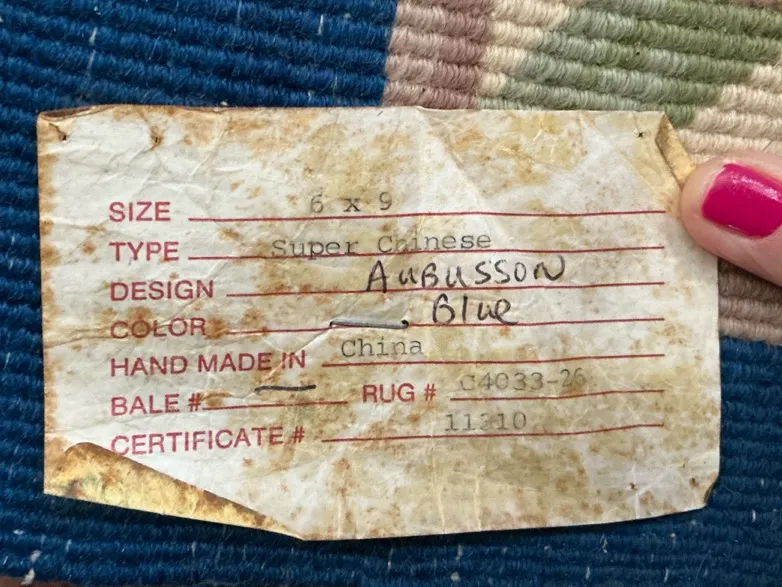 SIZE 6 x 9
TYPE Super Chinese
DESIGN AUBUSSON
COLOR Blue
HAND MADE IN China
BALE # RUG # C4033-26
CERTIFICATE # 11210